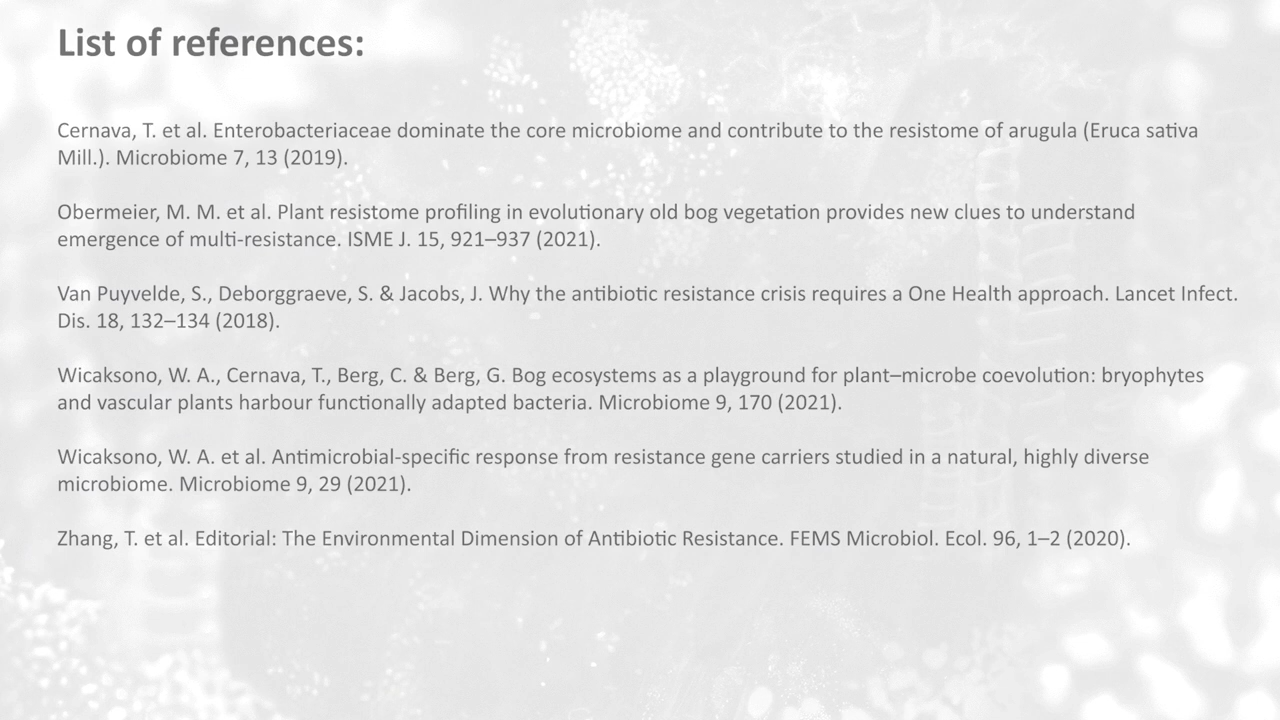 List of references:
Cernava, T. et al. Enterobacteriaceae dominate the core microbiome and contribute to the resistome of arugula (Eruca sativa
Mill.). Microbiome 7, 13 (2019).
Obermeier, M. M. et al. Plant resistome profiling in evolutionary old bog vegetation provides new clues to understand
emergence of multi-resistance. ISME J. 15, 921–937 (2021).
Van Puyvelde, S., Deborggraeve, S. & Jacobs, J. Why the antibiotic resistance crisis requires a One Health approach. Lancet Infect.
Dis. 18, 132–134 (2018).
Wicaksono, W. A., Cernava, T., Berg, C. & Berg, G. Bog ecosystems as a playground for plant–microbe coevolution: bryophytes
and vascular plants harbour functionally adapted bacteria. Microbiome 9, 170 (2021).
Wicaksono, W. A. et al. Antimicrobial-specific response from resistance gene carriers studied in a natural, highly diverse
microbiome. Microbiome 9, 29 (2021).
Zhang, T. et al. Editorial: The Environmental Dimension of Antibiotic Resistance. FEMS Microbiol. Ecol. 96, 1–2 (2020).